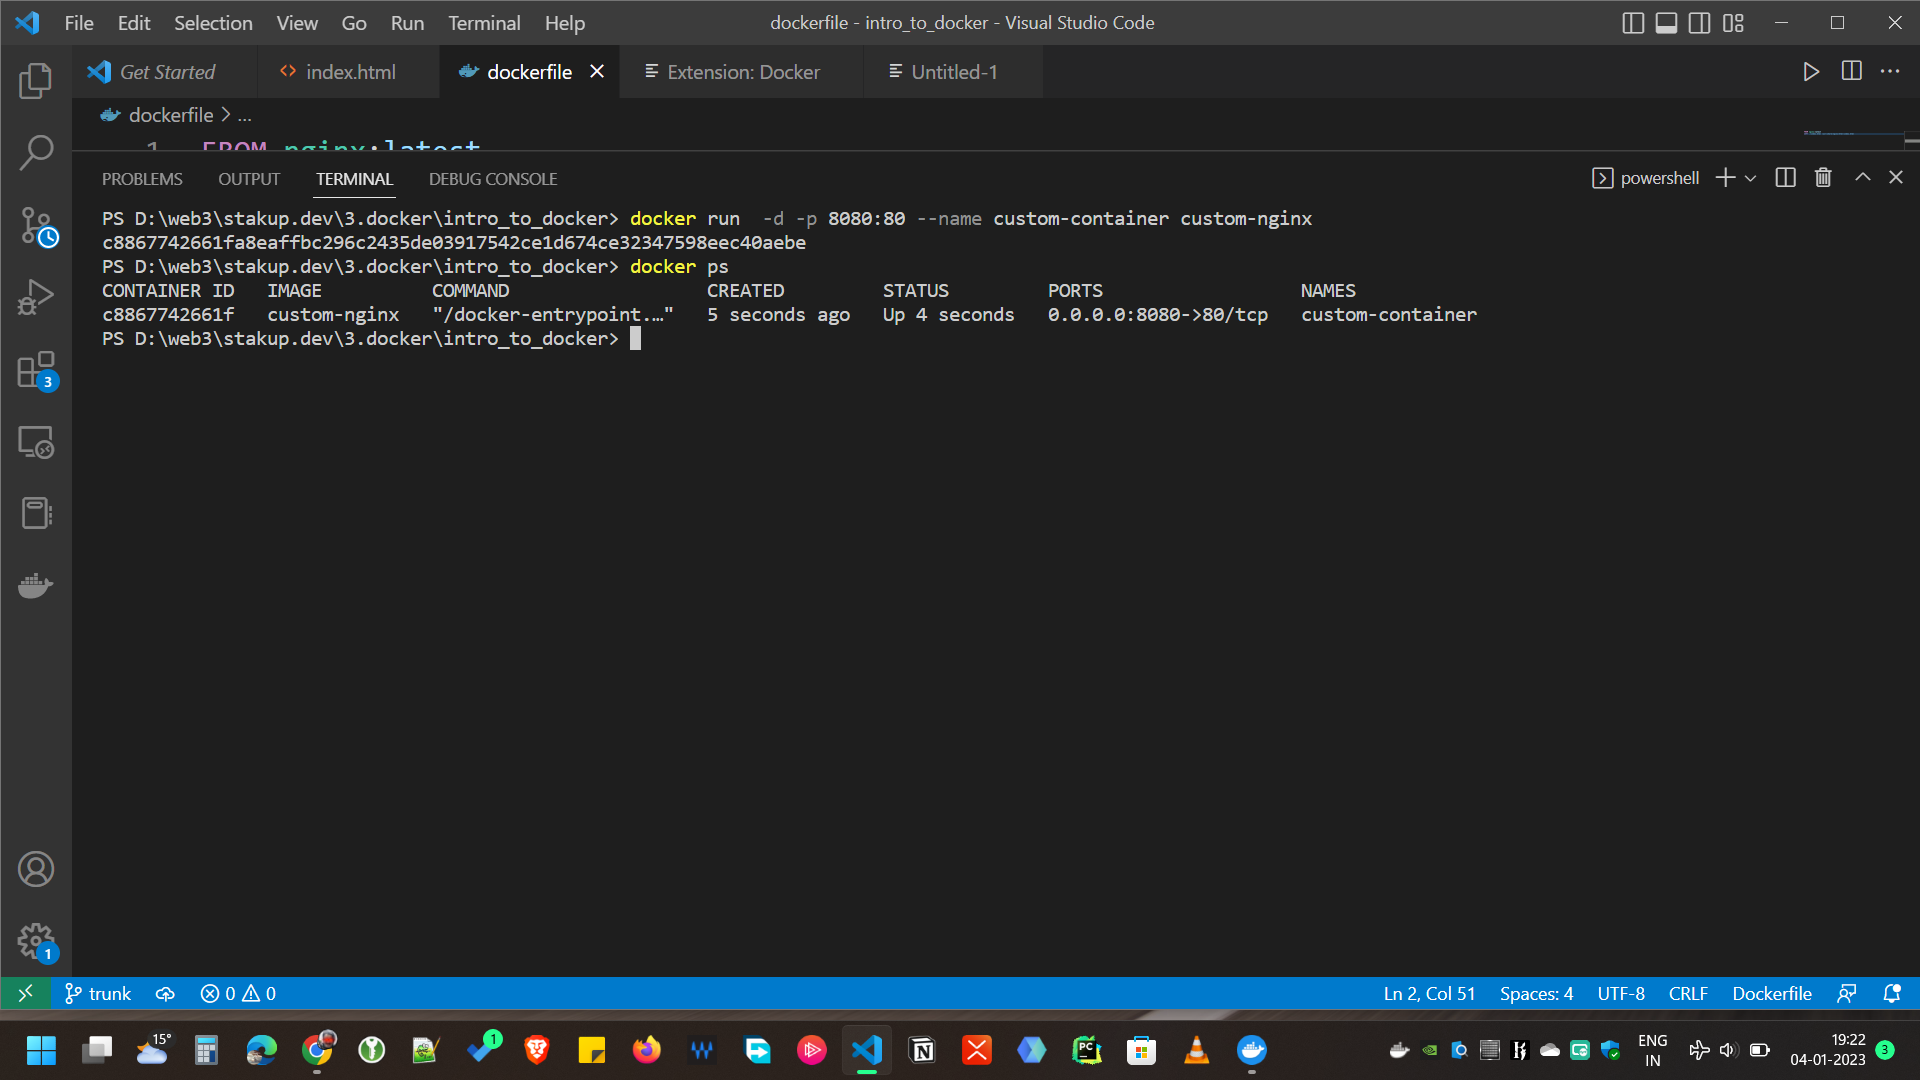 File Edit Selection View Go Run Terminal Help dockerfile - intro_to_docker - Visual Studio Code
Get Started index.html dockerfile Extension: Docker Untitled-1
dockerfile > ...
1 FROM nginx:latest
PROBLEMS OUTPUT TERMINAL DEBUG CONSOLE powershell
PS D:\web3\stakup.dev\3.docker\intro_to_docker> docker run  -d -p 8080:80 --name custom-container custom-nginx
c8867742661fa8eaffbc296c2435de03917542ce1d674ce32347598eec40aebe
PS D:\web3\stakup.dev\3.docker\intro_to_docker> docker ps
CONTAINER ID   IMAGE          COMMAND                  CREATED         STATUS         PORTS                  NAMES
c8867742661f   custom-nginx   "/docker-entrypoint.…"   5 seconds ago   Up 4 seconds   0.0.0.0:8080->80/tcp   custom-container
PS D:\web3\stakup.dev\3.docker\intro_to_docker>
3
1
trunk 0 0 Ln 2, Col 51 Spaces: 4 UTF-8 CRLF Dockerfile
15° 1 PC ENG 19:22
IN 04-01-2023 3